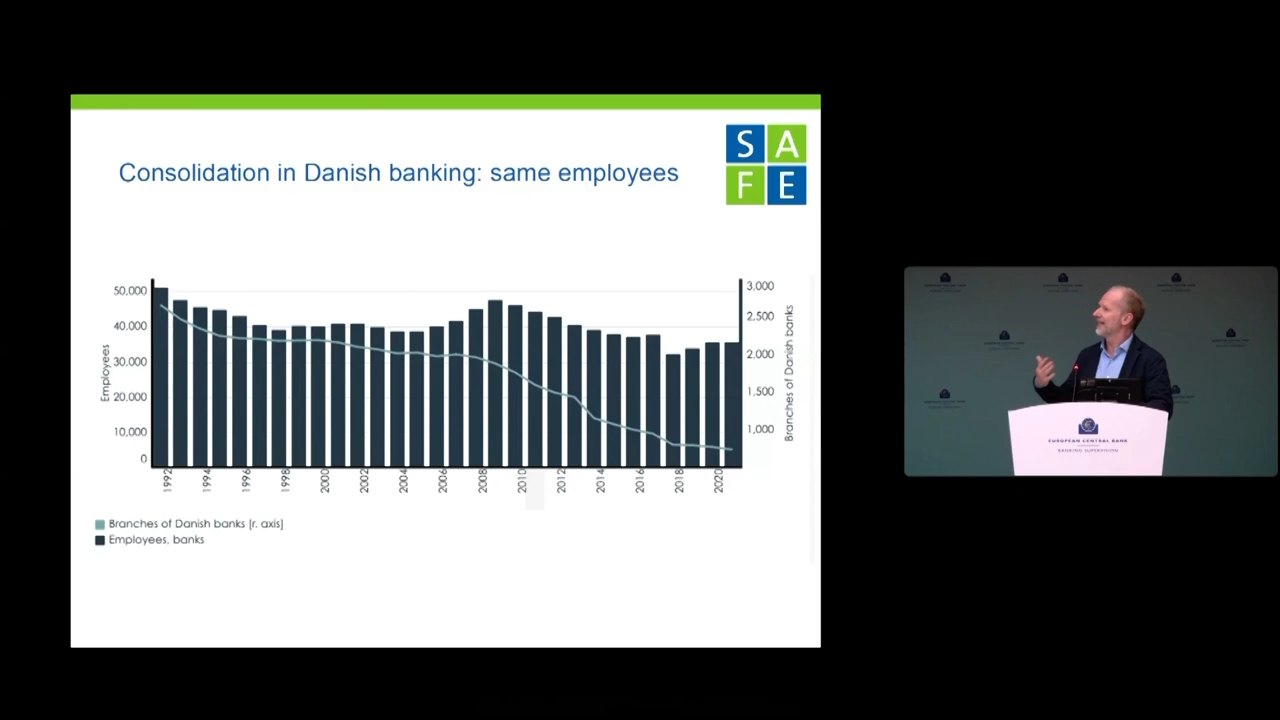 Consolidation in Danish banking: same employees
S A
F E
50,000
40,000
30,000
20,000
10,000
0
Employees
3,000
2,500
2,000
1,500
1,000
Branches of Danish banks
1992
1994
1996
1998
2000
2002
2004
2006
2008
2010
2012
2014
2016
2018
2020
Branches of Danish banks [r. axis]
Employees, banks
EUROPEAN CENTRAL BANK
BANKING SUPERVISION